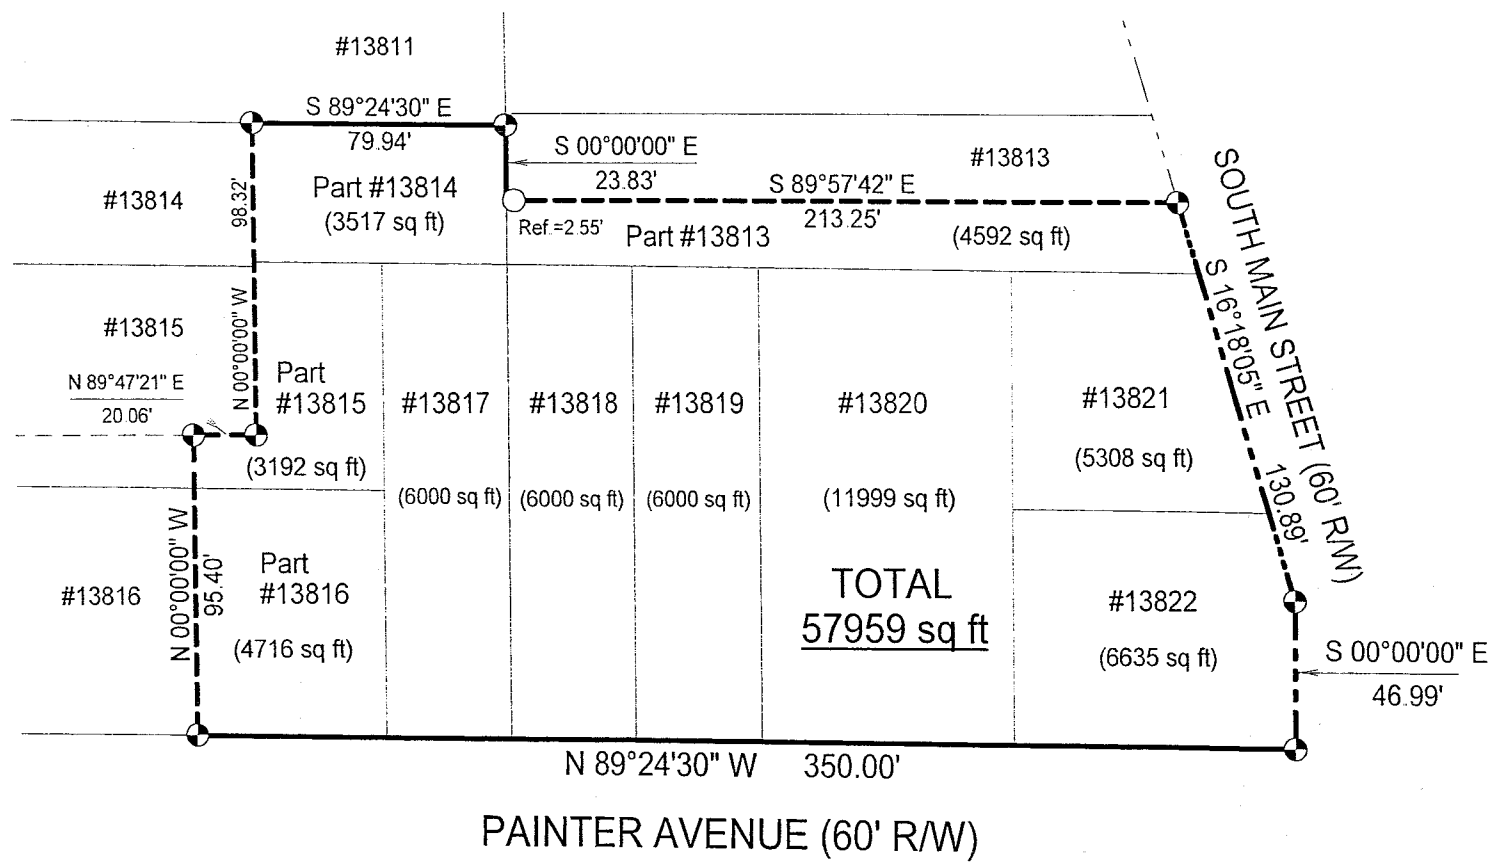 #13811
S 89°24'30" E
79.94'
S 00°00'00" E
23.83'
#13813
S 89°57'42" E
213.25'
#13814
98.32'
N 00°00'00" W
Part #13814
(3517 sq ft)
Ref.=2.55'
Part #13813
(4592 sq ft)
SOUTH MAIN STREET (60' R/W)
S 16°18'05" E 130.89'
#13815
N 89°47'21" E
20.06'
Part
#13815
(3192 sq ft)
#13817
(6000 sq ft)
#13818
(6000 sq ft)
#13819
(6000 sq ft)
#13820
(11999 sq ft)
#13821
(5308 sq ft)
#13816
N 00°00'00" W
95.40'
Part
#13816
(4716 sq ft)
TOTAL
57959 sq ft
#13822
(6635 sq ft)
S 00°00'00" E
46.99'
N 89°24'30" W 350.00'
PAINTER AVENUE (60' R/W)